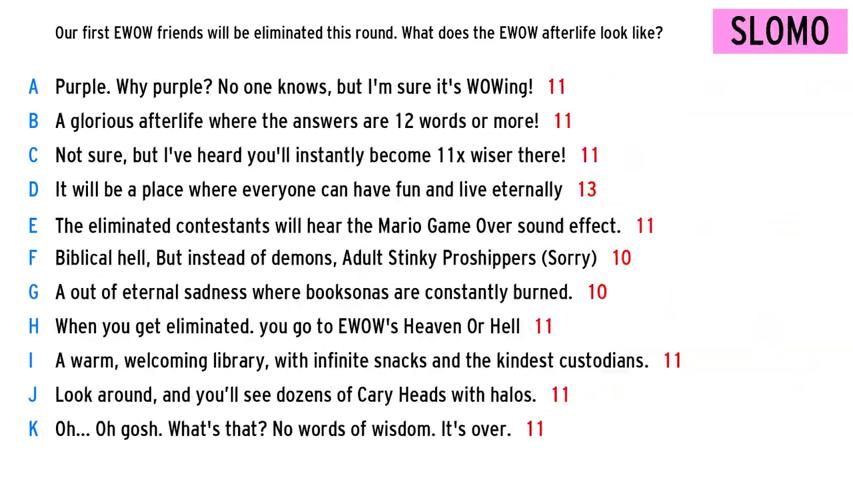 Our first EWOW friends will be eliminated this round. What does the EWOW afterlife look like?
SLOMO
A Purple. Why purple? No one knows, but I'm sure it's WOWing! 11
B A glorious afterlife where the answers are 12 words or more! 11
C Not sure, but I've heard you'll instantly become 11x wiser there! 11
D It will be a place where everyone can have fun and live eternally 13
E The eliminated contestants will hear the Mario Game Over sound effect. 11
F Biblical hell, But instead of demons, Adult Stinky Proshippers (Sorry) 10
G A out of eternal sadness where booksonas are constantly burned. 10
H When you get eliminated. you go to EWOW's Heaven Or Hell 11
I A warm, welcoming library, with infinite snacks and the kindest custodians. 11
J Look around, and you’ll see dozens of Cary Heads with halos. 11
K Oh... Oh gosh. What's that? No words of wisdom. It's over. 11